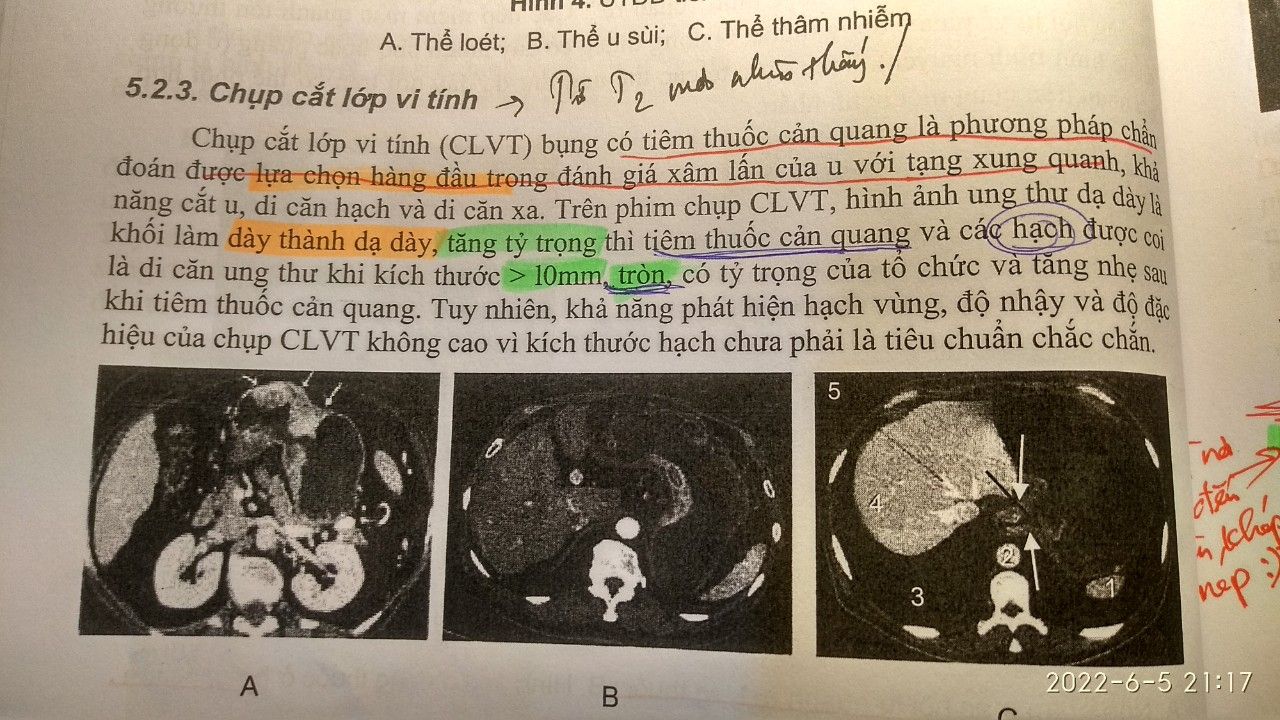 Hình 4.
A. Thể loét; B. Thể u sùi; C. Thể thâm nhiễm
5.2.3. Chụp cắt lớp vi tính → T2 mới nhìn thấy!
Chụp cắt lớp vi tính (CLVT) bụng có tiêm thuốc cản quang là phương pháp chẩn
đoán được lựa chọn hàng đầu trong đánh giá xâm lấn của u với tạng xung quanh, khả
năng cắt u, di căn hạch và di căn xa. Trên phim chụp CLVT, hình ảnh ung thư dạ dày là
khối làm dày thành dạ dày, tăng tỷ trọng thì tiêm thuốc cản quang và các hạch được coi
là di căn ung thư khi kích thước > 10mm, tròn, có tỷ trọng của tổ chức và tăng nhẹ sau
khi tiêm thuốc cản quang. Tuy nhiên, khả năng phát hiện hạch vùng, độ nhậy và độ đặc
hiệu của chụp CLVT không cao vì kích thước hạch chưa phải là tiêu chuẩn chắc chắn.
5
4
2
3
1
A
B
C
2022-6-5 21:17